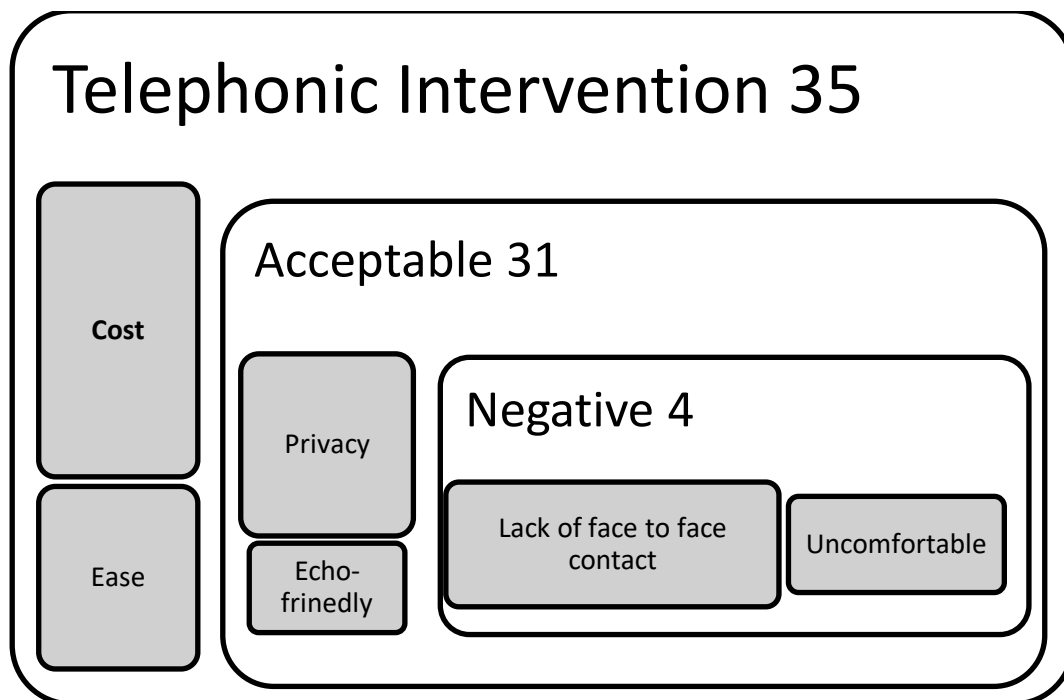 Telephonic Intervention 35
Acceptable 31
Cost
Negative 4
Privacy
Lack of face to face
contact
Uncomfortable
Ease
Echo-
frinedly